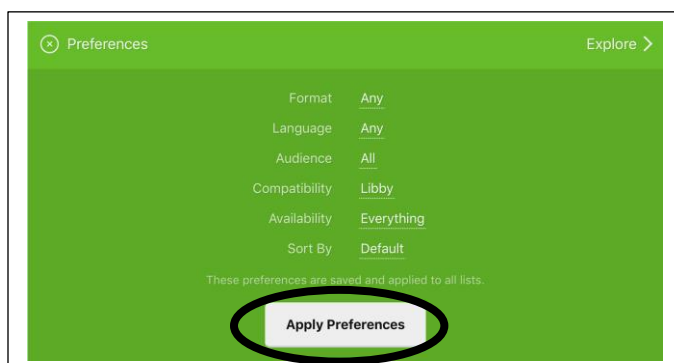 Preferences Explore
Format Any
Language Any
Audience All
Compatibility Libby
Availability Everything
Sort By Default
These preferences are saved and applied to all lists.
Apply Preferences